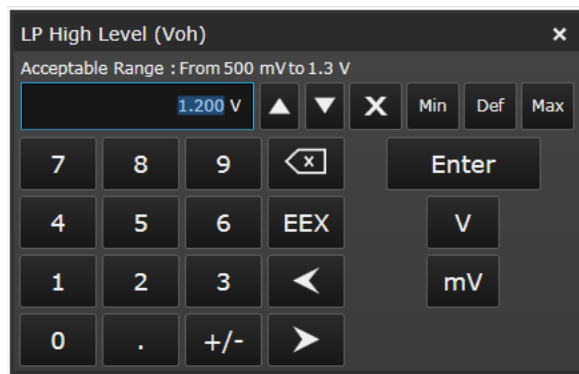 LP High Level (Voh)
Acceptable Range : From 500 mV to 1.3 V
1.200 V X Min Def Max
7 8 9 Enter
4 5 6 EEX V
1 2 3 mV
0 . +/-